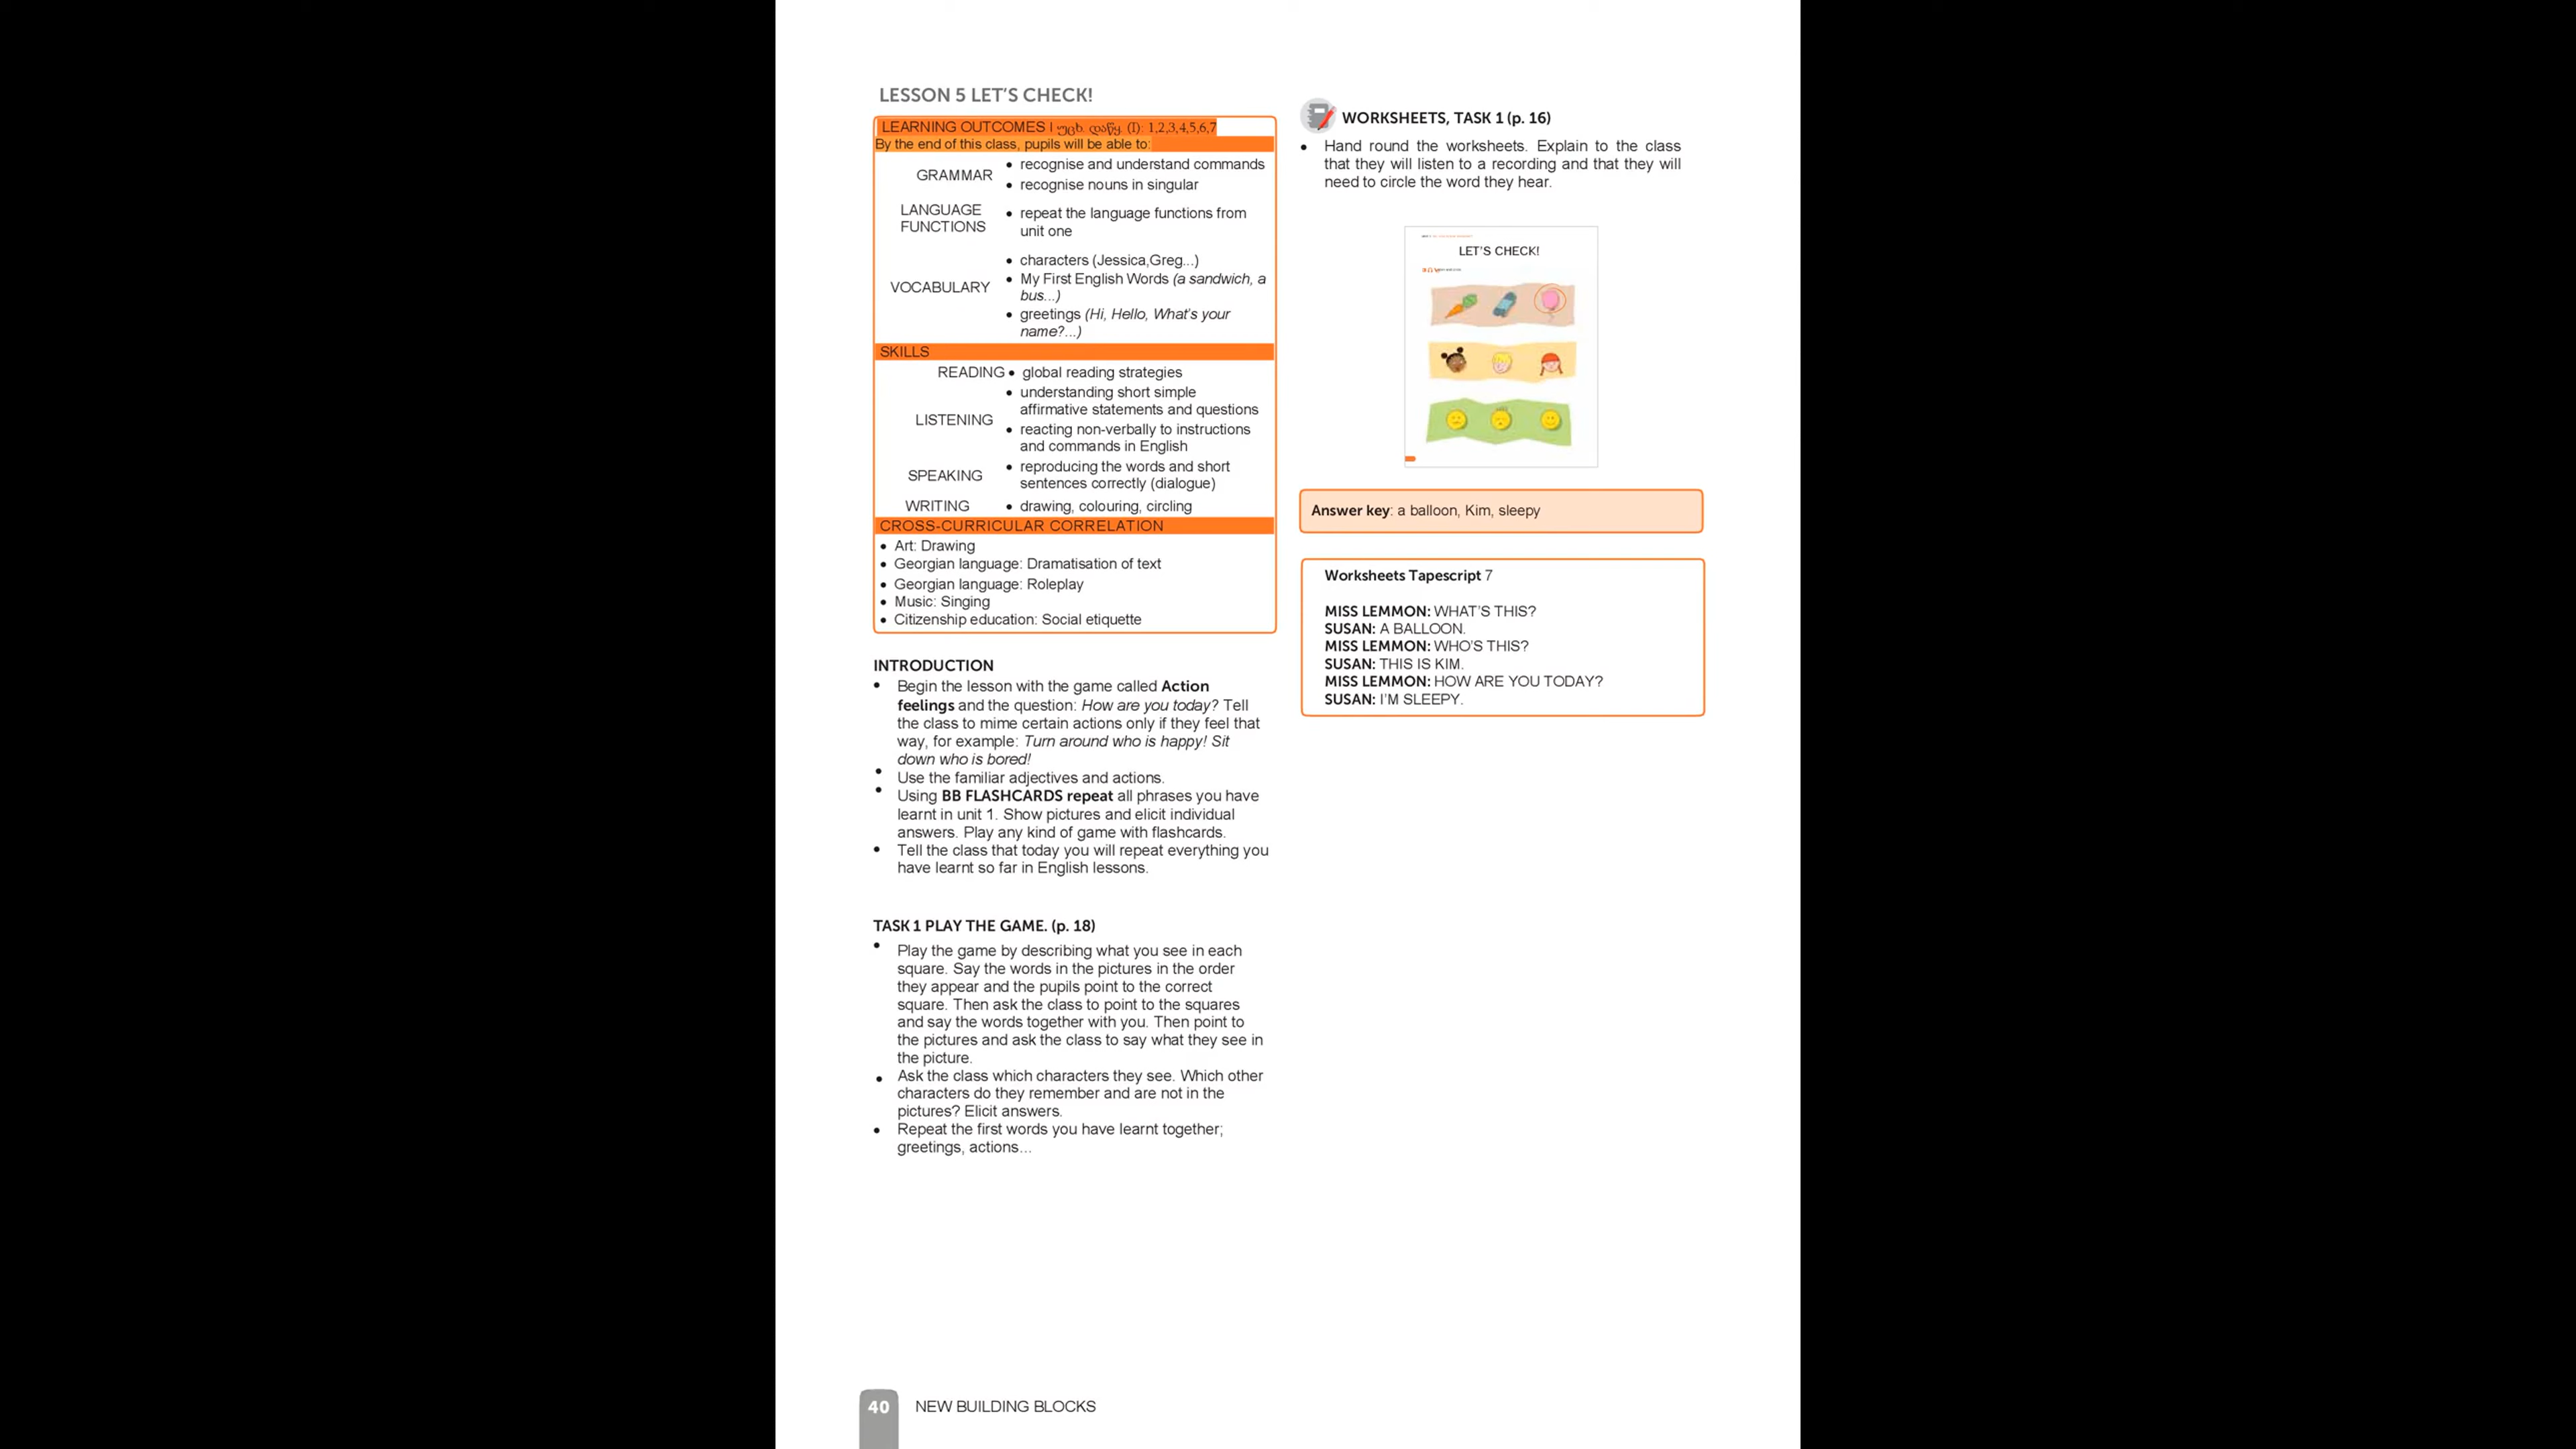 LESSON 5 LET'S CHECK!
LEARNING OUTCOMES I უცხ. დაწყ. (I): 1,2,3,4,5,6,7
By the end of this class, pupils will be able to:
GRAMMAR
• recognise and understand commands
• recognise nouns in singular
LANGUAGE
FUNCTIONS
• repeat the language functions from
unit one
VOCABULARY
• characters (Jessica,Greg...)
• My First English Words (a sandwich, a
bus...)
• greetings (Hi, Hello, What's your
name?...)
SKILLS
READING • global reading strategies
LISTENING
• understanding short simple
affirmative statements and questions
• reacting non-verbally to instructions
and commands in English
SPEAKING
• reproducing the words and short
sentences correctly (dialogue)
WRITING • drawing, colouring, circling
CROSS-CURRICULAR CORRELATION
• Art: Drawing
• Georgian language: Dramatisation of text
• Georgian language: Roleplay
• Music: Singing
• Citizenship education: Social etiquette
INTRODUCTION
• Begin the lesson with the game called Action
feelings and the question: How are you today? Tell
the class to mime certain actions only if they feel that
way, for example: Turn around who is happy! Sit
down who is bored!
• Use the familiar adjectives and actions.
• Using BB FLASHCARDS repeat all phrases you have
learnt in unit 1. Show pictures and elicit individual
answers. Play any kind of game with flashcards.
• Tell the class that today you will repeat everything you
have learnt so far in English lessons.
TASK 1 PLAY THE GAME. (p. 18)
• Play the game by describing what you see in each
square. Say the words in the pictures in the order
they appear and the pupils point to the correct
square. Then ask the class to point to the squares
and say the words together with you. Then point to
the pictures and ask the class to say what they see in
the picture.
• Ask the class which characters they see. Which other
characters do they remember and are not in the
pictures? Elicit answers.
• Repeat the first words you have learnt together;
greetings, actions...
WORKSHEETS, TASK 1 (p. 16)
• Hand round the worksheets. Explain to the class
that they will listen to a recording and that they will
need to circle the word they hear.
LET'S CHECK!
Answer key: a balloon, Kim, sleepy
Worksheets Tapescript 7
MISS LEMMON: WHAT'S THIS?
SUSAN: A BALLOON.
MISS LEMMON: WHO'S THIS?
SUSAN: THIS IS KIM.
MISS LEMMON: HOW ARE YOU TODAY?
SUSAN: I'M SLEEPY.
40 NEW BUILDING BLOCKS